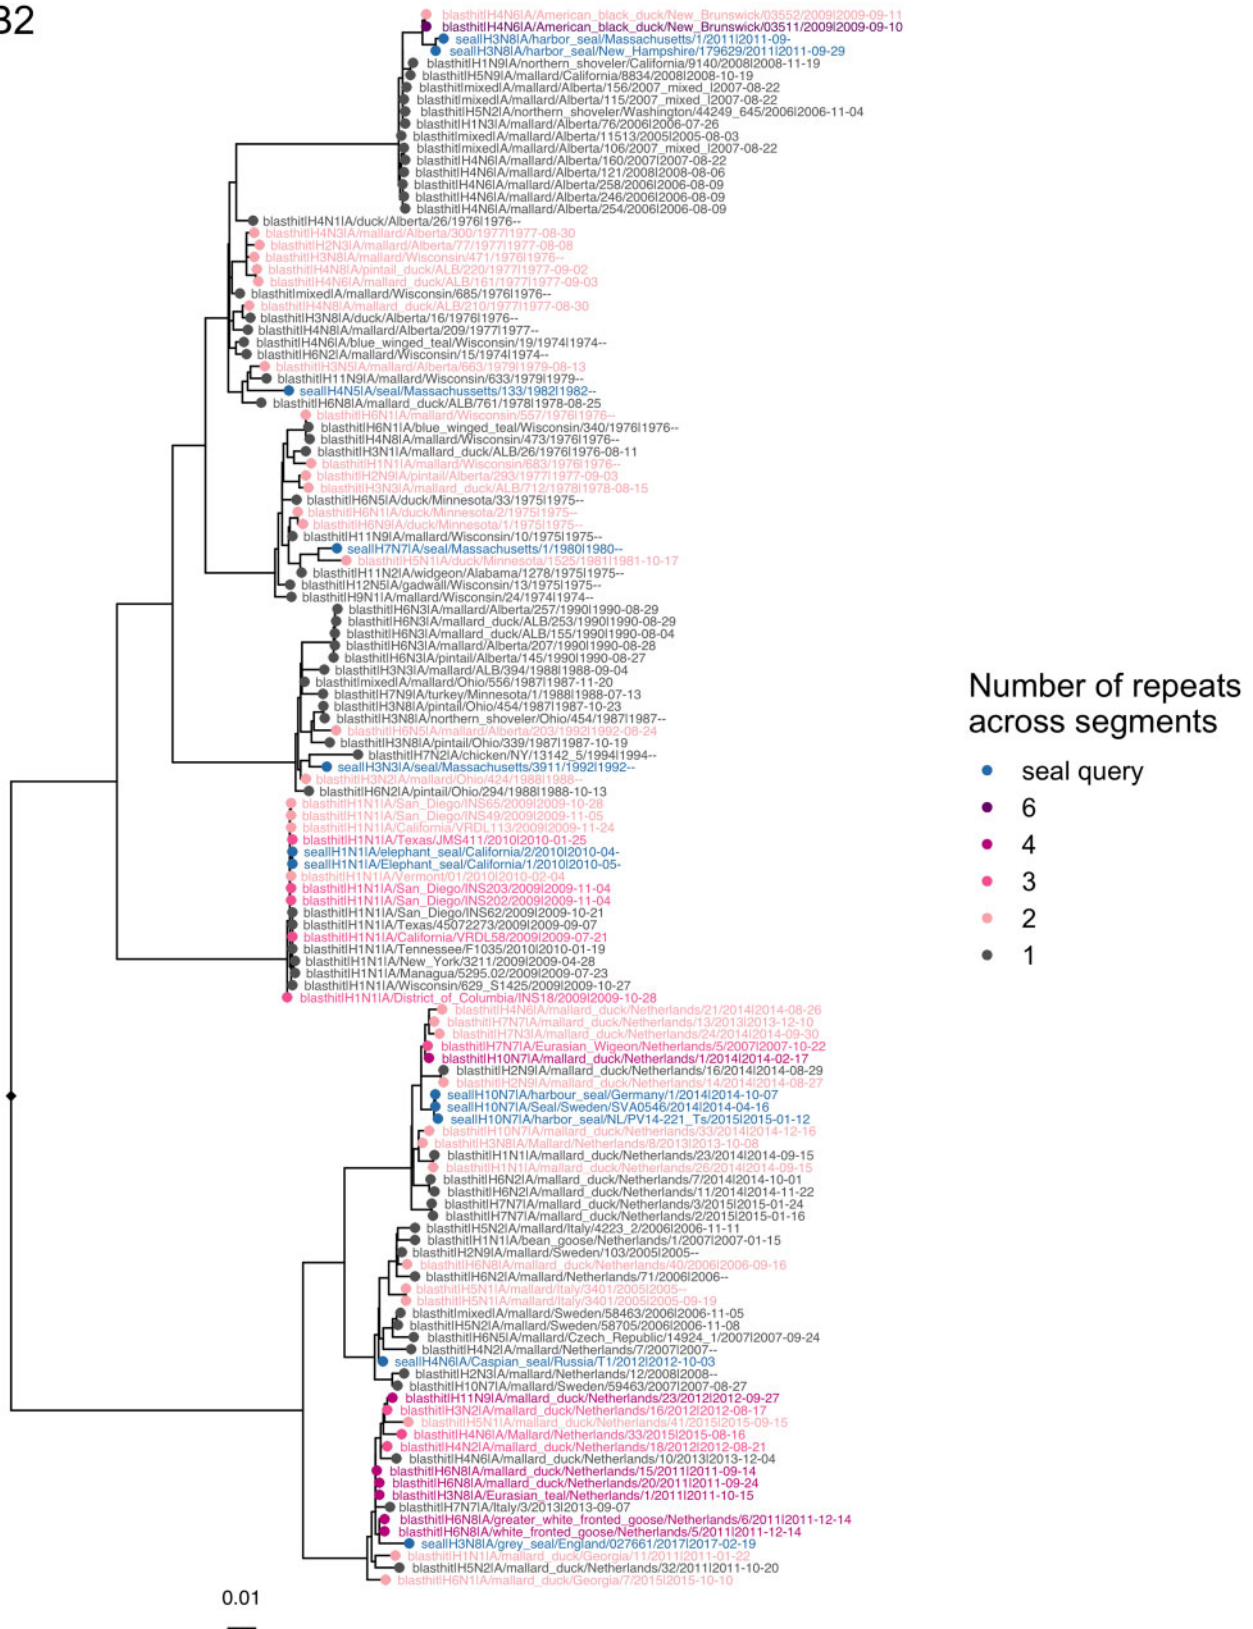 B2
blasthit|H4N6|A/American_black_duck/New_Brunswick/03552/2009|2009-09-11
blasthit|H4N6|A/American_black_duck/New_Brunswick/03511/2009|2009-09-10
seal|H3N8|A/harbor_seal/Massachusetts/1/2011|2011-09-
seal|H3N8|A/harbor_seal/New_Hampshire/179629/2011|2011-09-29
blasthit|H1N9|A/northern_shoveler/California/9140/2008|2008-11-19
blasthit|H5N9|A/mallard/California/8834/2008|2008-10-19
blasthit|mixed|A/mallard/Alberta/156/2007_mixed_|2007-08-22
blasthit|mixed|A/mallard/Alberta/115/2007_mixed_|2007-08-22
blasthit|H5N2|A/northern_shoveler/Washington/44249_645/2006|2006-11-04
blasthit|H1N3|A/mallard/Alberta/76/2006|2006-07-26
blasthit|mixed|A/mallard/Alberta/11513/2005|2005-08-03
blasthit|mixed|A/mallard/Alberta/106/2007_mixed_|2007-08-22
blasthit|H4N6|A/mallard/Alberta/160/2007|2007-08-22
blasthit|H4N6|A/mallard/Alberta/121/2008|2008-08-06
blasthit|H4N6|A/mallard/Alberta/258/2006|2006-08-09
blasthit|H4N6|A/mallard/Alberta/246/2006|2006-08-09
blasthit|H4N6|A/mallard/Alberta/254/2006|2006-08-09
blasthit|H4N1|A/duck/Alberta/26/1976|1976--
blasthit|H4N3|A/mallard/Alberta/300/1977|1977-08-30
blasthit|H2N3|A/mallard/Alberta/77/1977|1977-08-08
blasthit|H3N8|A/mallard/Wisconsin/471/1976|1976--
blasthit|H4N8|A/pintail_duck/ALB/220/1977|1977-09-02
blasthit|H4N6|A/mallard_duck/ALB/161/1977|1977-09-03
blasthit|mixed|A/mallard/Wisconsin/685/1976|1976--
blasthit|H4N8|A/mallard_duck/ALB/210/1977|1977-08-30
blasthit|H3N8|A/duck/Alberta/16/1976|1976--
blasthit|H4N8|A/mallard/Alberta/209/1977|1977--
blasthit|H4N6|A/blue_winged_teal/Wisconsin/19/1974|1974--
blasthit|H6N2|A/mallard/Wisconsin/15/1974|1974--
blasthit|H3N5|A/mallard/Alberta/663/1979|1979-08-13
blasthit|H11N9|A/mallard/Wisconsin/633/1979|1979--
seal|H4N5|A/seal/Massachussetts/133/1982|1982--
blasthit|H6N8|A/mallard_duck/ALB/761/1978|1978-08-25
blasthit|H6N1|A/mallard/Wisconsin/557/1976|1976--
blasthit|H6N1|A/blue_winged_teal/Wisconsin/340/1976|1976--
blasthit|H4N8|A/mallard/Wisconsin/473/1976|1976--
blasthit|H3N1|A/mallard_duck/ALB/26/1976|1976-08-11
blasthit|H1N1|A/mallard/Wisconsin/683/1976|1976--
blasthit|H2N9|A/pintail/Alberta/293/1977|1977-09-03
blasthit|H3N3|A/mallard_duck/ALB/712/1978|1978-08-15
blasthit|H6N5|A/duck/Minnesota/33/1975|1975--
blasthit|H6N1|A/duck/Minnesota/2/1975|1975--
blasthit|H6N9|A/duck/Minnesota/1/1975|1975--
blasthit|H11N9|A/mallard/Wisconsin/10/1975|1975--
seal|H7N7|A/seal/Massachusetts/1/1980|1980--
blasthit|H5N1|A/duck/Minnesota/1525/1981|1981-10-17
blasthit|H11N2|A/widgeon/Alabama/1278/1975|1975--
blasthit|H12N5|A/gadwall/Wisconsin/13/1975|1975--
blasthit|H9N1|A/mallard/Wisconsin/24/1974|1974--
blasthit|H6N3|A/mallard/Alberta/257/1990|1990-08-29
blasthit|H6N3|A/mallard_duck/ALB/253/1990|1990-08-29
blasthit|H6N3|A/mallard_duck/ALB/155/1990|1990-08-04
blasthit|H6N3|A/mallard/Alberta/207/1990|1990-08-28
blasthit|H6N3|A/pintail/Alberta/145/1990|1990-08-27
blasthit|H3N3|A/mallard/ALB/394/1988|1988-09-04
blasthit|mixed|A/mallard/Ohio/556/1987|1987-11-20
blasthit|H7N9|A/turkey/Minnesota/1/1988|1988-07-13
blasthit|H3N8|A/pintail/Ohio/454/1987|1987-10-23
blasthit|H3N8|A/northern_shoveler/Ohio/454/1987|1987--
blasthit|H6N5|A/mallard/Alberta/203/1992|1992-08-24
blasthit|H3N8|A/pintail/Ohio/339/1987|1987-10-19
blasthit|H7N2|A/chicken/NY/13142_5/1994|1994--
seal|H3N3|A/seal/Massachusetts/3911/1992|1992--
blasthit|H3N2|A/mallard/Ohio/424/1988|1988--
blasthit|H6N2|A/pintail/Ohio/294/1988|1988-10-13
blasthit|H1N1|A/San_Diego/INS65/2009|2009-10-28
blasthit|H1N1|A/San_Diego/INS49/2009|2009-11-05
blasthit|H1N1|A/California/VRDL113/2009|2009-11-24
blasthit|H1N1|A/Texas/JMS411/2010|2010-01-25
seal|H1N1|A/elephant_seal/California/2/2010|2010-04-
seal|H1N1|A/Elephant_seal/California/1/2010|2010-05-
blasthit|H1N1|A/Vermont/01/2010|2010-02-04
blasthit|H1N1|A/San_Diego/INS203/2009|2009-11-04
blasthit|H1N1|A/San_Diego/INS202/2009|2009-11-04
blasthit|H1N1|A/San_Diego/INS62/2009|2009-10-21
blasthit|H1N1|A/Texas/45072273/2009|2009-09-07
blasthit|H1N1|A/California/VRDL58/2009|2009-07-21
blasthit|H1N1|A/Tennessee/F1035/2010|2010-01-19
blasthit|H1N1|A/New_York/3211/2009|2009-04-28
blasthit|H1N1|A/Managua/5295.02/2009|2009-07-23
blasthit|H1N1|A/Wisconsin/629_S1425/2009|2009-10-27
blasthit|H1N1|A/District_of_Columbia/INS18/2009|2009-10-28
blasthit|H4N6|A/mallard_duck/Netherlands/21/2014|2014-08-26
blasthit|H7N7|A/mallard_duck/Netherlands/13/2013|2013-12-10
blasthit|H7N3|A/mallard_duck/Netherlands/24/2014|2014-09-30
blasthit|H7N7|A/Eurasian_Wigeon/Netherlands/5/2007|2007-10-22
blasthit|H10N7|A/mallard_duck/Netherlands/1/2014|2014-02-17
blasthit|H2N9|A/mallard_duck/Netherlands/16/2014|2014-08-29
blasthit|H2N9|A/mallard_duck/Netherlands/14/2014|2014-08-27
seal|H10N7|A/harbour_seal/Germany/1/2014|2014-10-07
seal|H10N7|A/Seal/Sweden/SVA0546/2014|2014-04-16
seal|H10N7|A/harbor_seal/NL/PV14-221_Ts/2015|2015-01-12
blasthit|H10N7|A/mallard_duck/Netherlands/33/2014|2014-12-16
blasthit|H3N8|A/Mallard/Netherlands/8/2013|2013-10-08
blasthit|H1N1|A/mallard_duck/Netherlands/23/2014|2014-09-15
blasthit|H1N1|A/mallard_duck/Netherlands/26/2014|2014-09-15
blasthit|H6N2|A/mallard_duck/Netherlands/7/2014|2014-10-01
blasthit|H6N2|A/mallard_duck/Netherlands/11/2014|2014-11-22
blasthit|H7N7|A/mallard_duck/Netherlands/3/2015|2015-01-24
blasthit|H7N7|A/mallard_duck/Netherlands/2/2015|2015-01-16
blasthit|H5N2|A/mallard/Italy/4223_2/2006|2006-11-11
blasthit|H1N1|A/bean_goose/Netherlands/1/2007|2007-01-15
blasthit|H2N9|A/mallard/Sweden/103/2005|2005--
blasthit|H6N8|A/mallard_duck/Netherlands/40/2006|2006-09-16
blasthit|H6N2|A/mallard/Netherlands/71/2006|2006--
blasthit|H5N1|A/mallard/Italy/3401/2005|2005--
blasthit|H5N1|A/mallard/Italy/3401/2005|2005-09-19
blasthit|mixed|A/mallard/Sweden/58463/2006|2006-11-05
blasthit|H5N2|A/mallard/Sweden/58705/2006|2006-11-08
blasthit|H6N5|A/mallard/Czech_Republic/14924_1/2007|2007-09-24
blasthit|H4N2|A/mallard/Netherlands/7/2007|2007--
seal|H4N6|A/Caspian_seal/Russia/T1/2012|2012-10-03
blasthit|H2N3|A/mallard/Netherlands/12/2008|2008--
blasthit|H10N7|A/mallard/Sweden/59463/2007|2007-08-27
blasthit|H11N9|A/mallard_duck/Netherlands/23/2012|2012-09-27
blasthit|H3N2|A/mallard_duck/Netherlands/16/2012|2012-08-17
blasthit|H5N1|A/mallard_duck/Netherlands/41/2015|2015-09-15
blasthit|H4N6|A/Mallard/Netherlands/33/2015|2015-08-16
blasthit|H4N2|A/mallard_duck/Netherlands/18/2012|2012-08-21
blasthit|H4N6|A/mallard_duck/Netherlands/10/2013|2013-12-04
blasthit|H6N8|A/mallard_duck/Netherlands/15/2011|2011-09-14
blasthit|H6N8|A/mallard_duck/Netherlands/20/2011|2011-09-24
blasthit|H3N8|A/Eurasian_teal/Netherlands/1/2011|2011-10-15
blasthit|H7N7|A/Italy/3/2013|2013-09-07
blasthit|H6N8|A/greater_white_fronted_goose/Netherlands/6/2011|2011-12-14
blasthit|H6N8|A/white_fronted_goose/Netherlands/5/2011|2011-12-14
seal|H3N8|A/grey_seal/England/027661/2017|2017-02-19
blasthit|H1N1|A/mallard_duck/Georgia/11/2011|2011-01-22
blasthit|H5N2|A/mallard_duck/Netherlands/32/2011|2011-10-20
blasthit|H6N1|A/mallard_duck/Georgia/7/2015|2015-10-10
0.01
Number of repeats
across segments
seal query
6
4
3
2
1